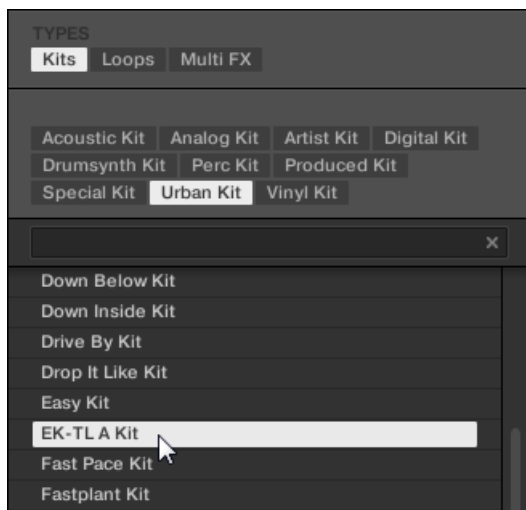 TYPES
Kits Loops Multi FX
Acoustic Kit Analog Kit Artist Kit Digital Kit
Drumsynth Kit Perc Kit Produced Kit
Special Kit Urban Kit Vinyl Kit
Down Below Kit
Down Inside Kit
Drive By Kit
Drop It Like Kit
Easy Kit
EK-TL A Kit
Fast Pace Kit
Fastplant Kit